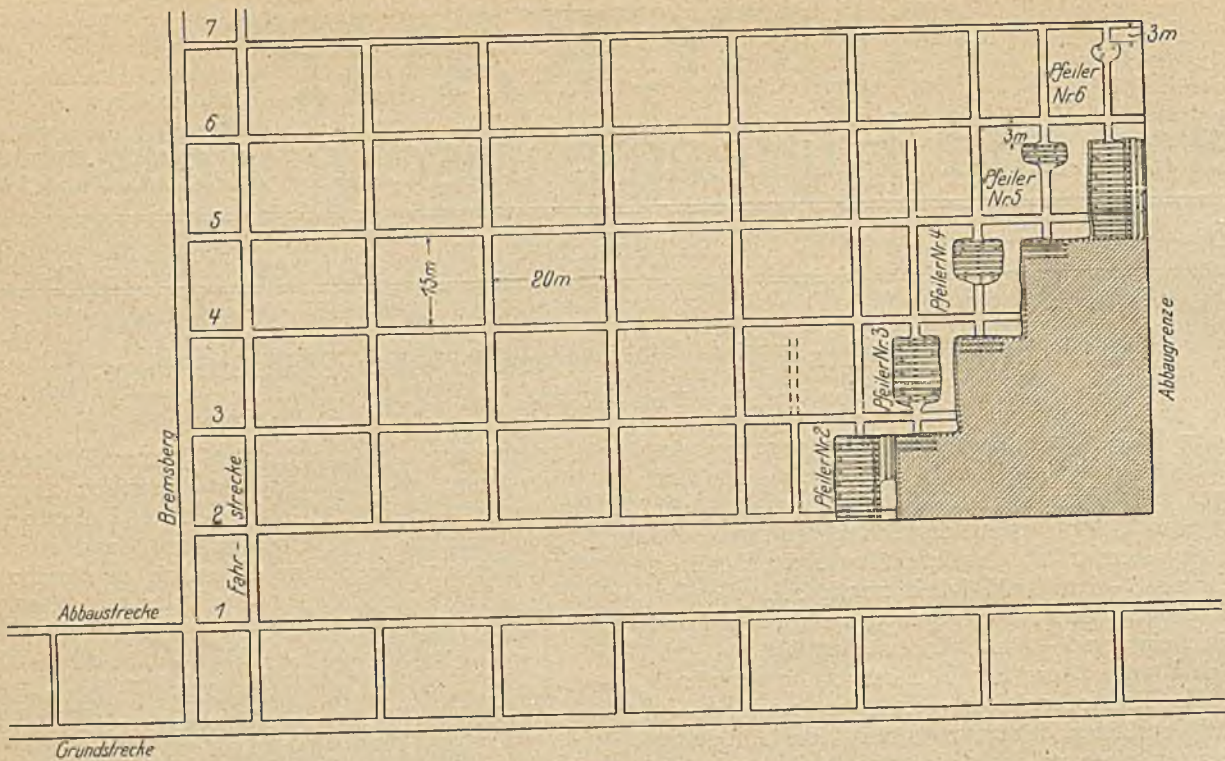 7
3m
Pfeiler
Nr.6
6
3m
Pfeiler
Nr.5
5
Pfeiler Nr.4
15m
20m
4
Abbaugrenze
Pfeiler Nr.3
3
Bremsberg
Pfeiler Nr.2
2
Fahr-
strecke.
1
Abbaustrecke
Grundstrecke